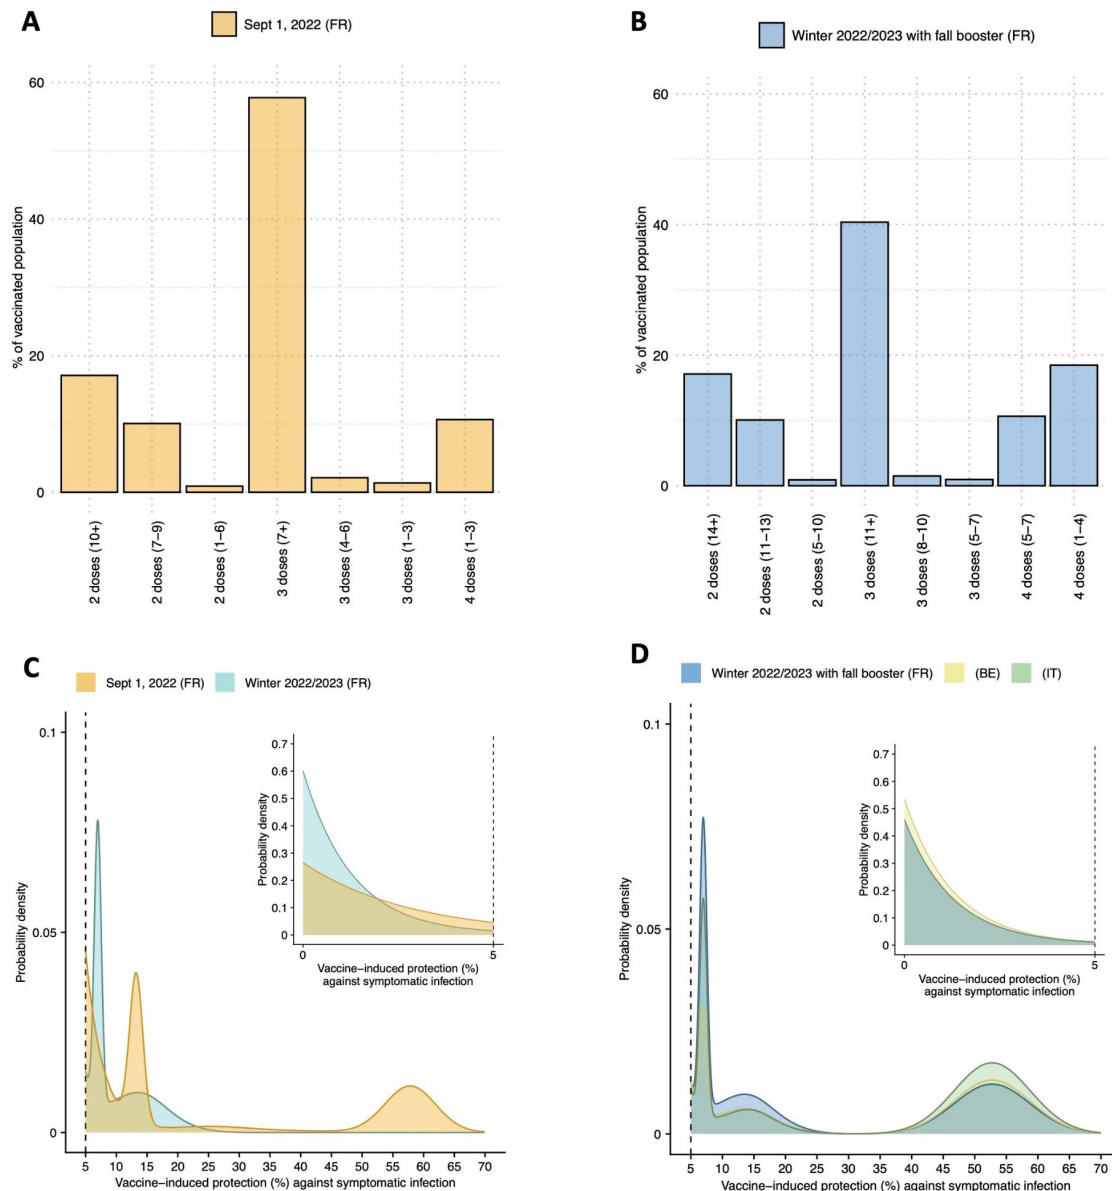 A
Sept 1, 2022 (FR)
% of vaccinated population
60
40
20
0
2 doses (10+)
2 doses (7–9)
2 doses (1–6)
3 doses (7+)
3 doses (4–6)
3 doses (1–3)
4 doses (1–3)
B
Winter 2022/2023 with fall booster (FR)
% of vaccinated population
60
40
20
0
2 doses (14+)
2 doses (11–13)
2 doses (5–10)
3 doses (11+)
3 doses (8–10)
3 doses (5–7)
4 doses (5–7)
4 doses (1–4)
C
Sept 1, 2022 (FR) Winter 2022/2023 (FR)
Probability density
0.1
0.05
0
5 10 15 20 25 30 35 40 45 50 55 60 65 70
Vaccine–induced protection (%) against symptomatic infection
Probability density
0.7
0.6
0.5
0.4
0.3
0.2
0.1
0
0 5
Vaccine–induced protection (%)
against symptomatic infection
D
Winter 2022/2023 with fall booster (FR) (BE) (IT)
Probability density
0.1
0.05
0
5 10 15 20 25 30 35 40 45 50 55 60 65 70
Vaccine–induced protection (%) against symptomatic infection
Probability density
0.7
0.6
0.5
0.4
0.3
0.2
0.1
0
0 5
Vaccine–induced protection (%)
against symptomatic infection